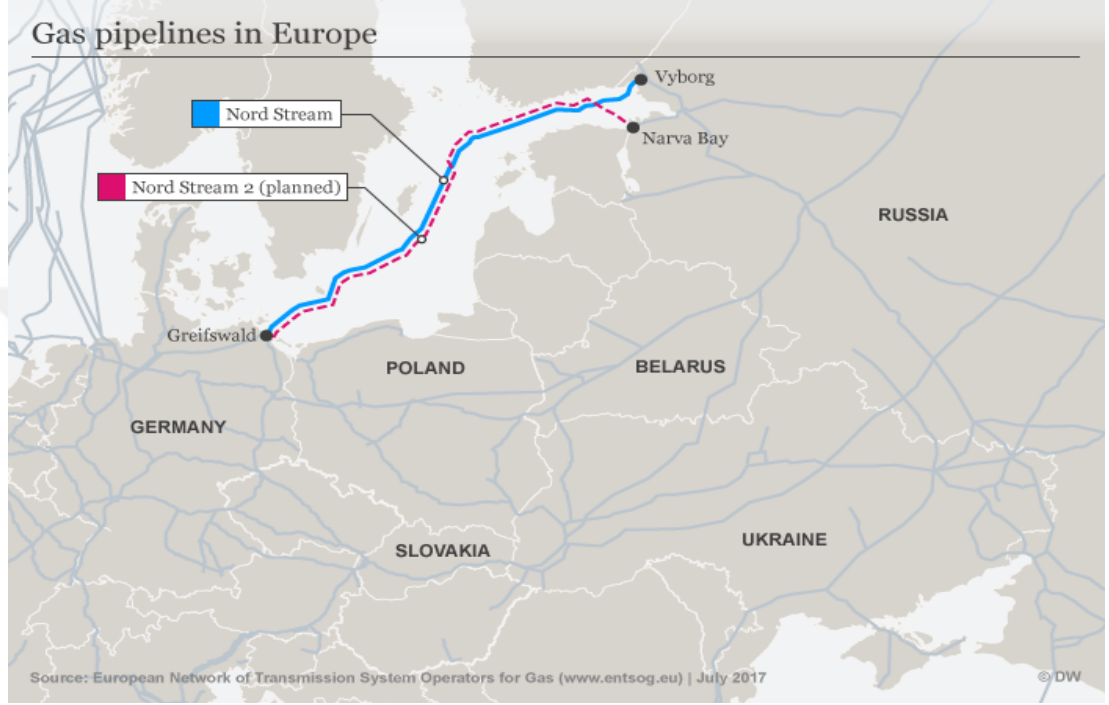 Gas pipelines in Europe
Vyborg
Nord Stream
Narva Bay
Nord Stream 2 (planned)
RUSSIA
Greifswald
POLAND
BELARUS
GERMANY
UKRAINE
SLOVAKIA
Source: European Network of Transmission System Operators for Gas (www.entsog.eu) | July 2017
© DW